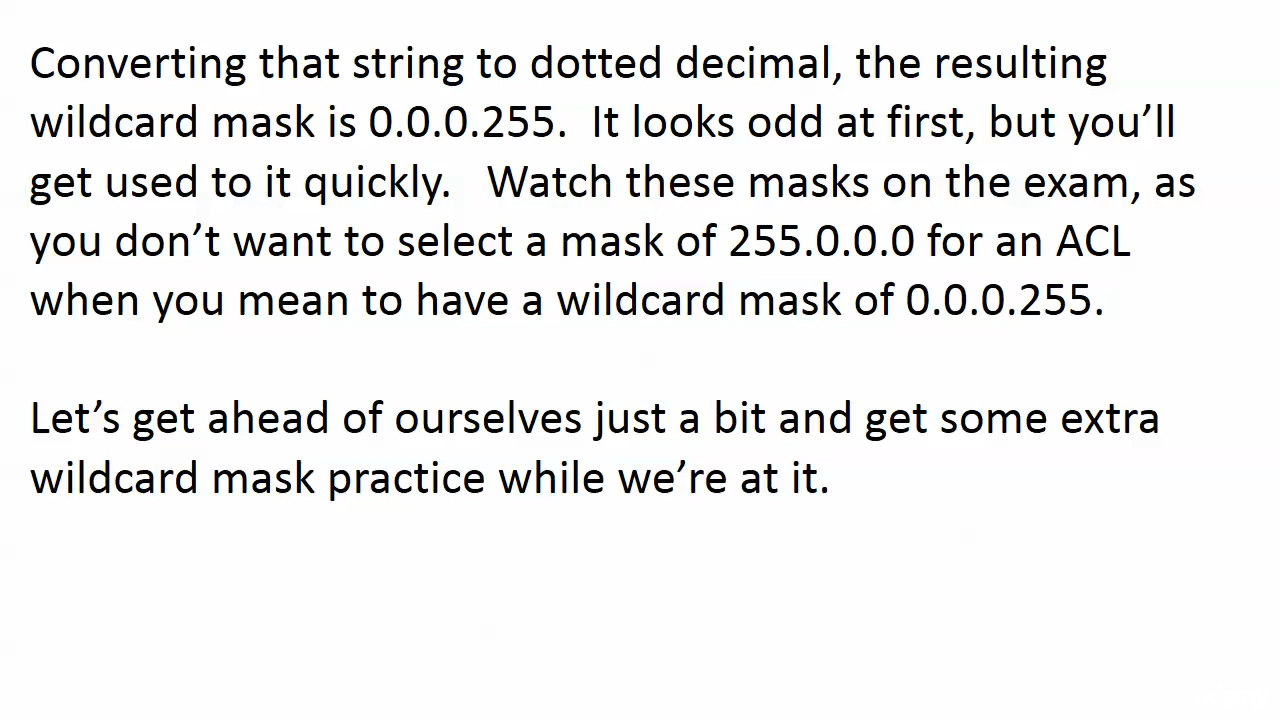 Converting that string to dotted decimal, the resulting
wildcard mask is 0.0.0.255.  It looks odd at first, but you’ll
get used to it quickly.   Watch these masks on the exam, as
you don’t want to select a mask of 255.0.0.0 for an ACL
when you mean to have a wildcard mask of 0.0.0.255.
Let’s get ahead of ourselves just a bit and get some extra
wildcard mask practice while we’re at it.